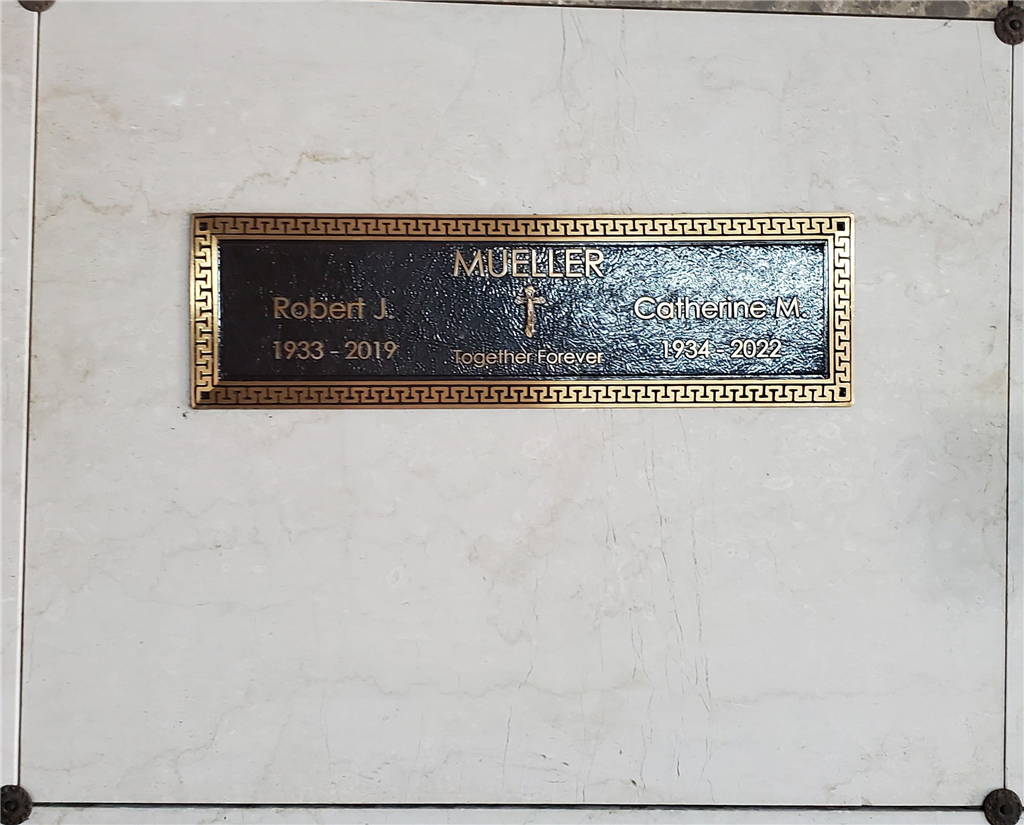 MUELLER
Robert J.
1933 - 2019
Together Forever
Catherine M.
1934 - 2022